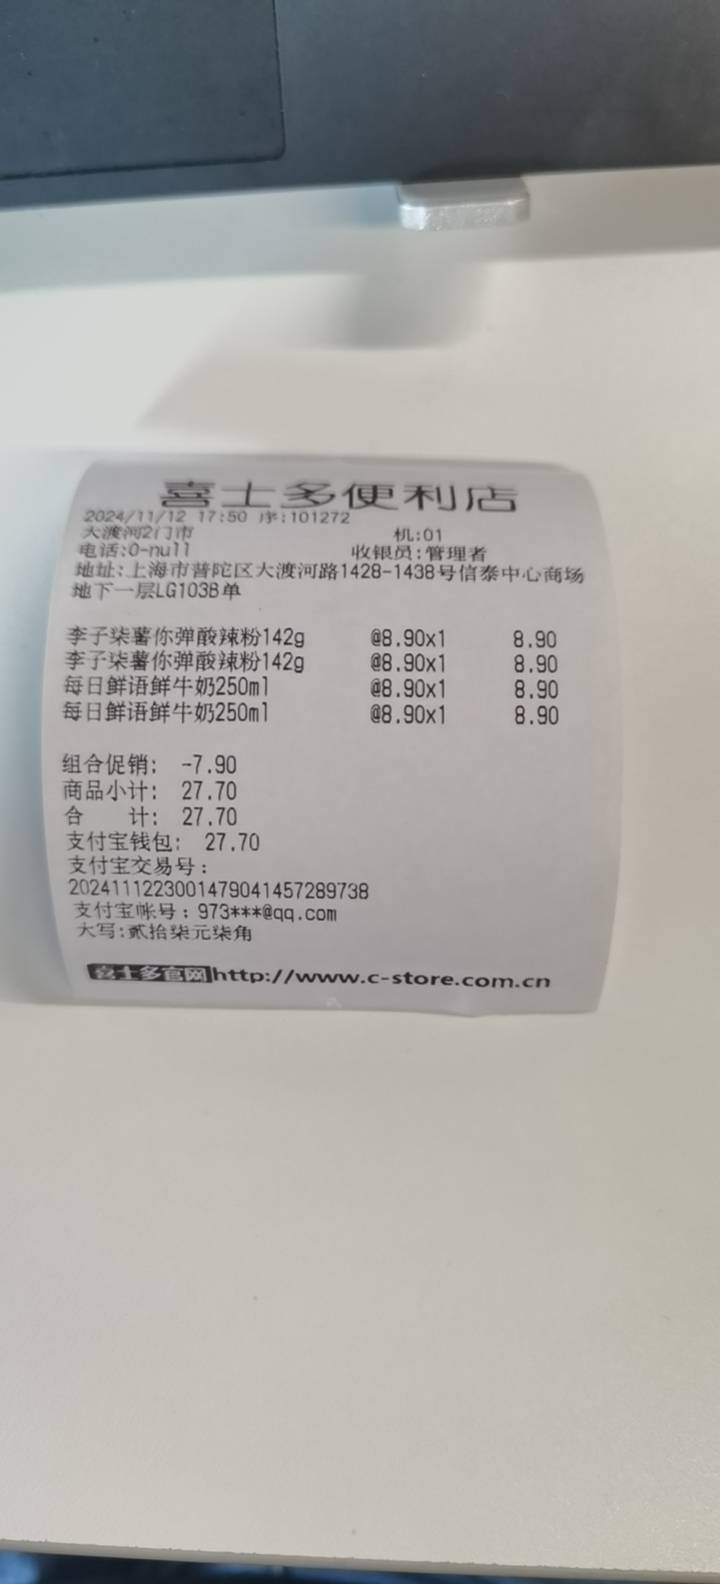 喜士多便利店
2024/11/12 17:50 序:101272
大渡河2门市 机:01
电话:0-null 收银员:管理者
地址:上海市普陀区大渡河路1428-1438号信泰中心商场
地下一层LG103B单
李子柒薯你弹酸辣粉142g @8.90x1 8.90
李子柒薯你弹酸辣粉142g @8.90x1 8.90
每日鲜语鲜牛奶250ml @8.90x1 8.90
每日鲜语鲜牛奶250ml @8.90x1 8.90
组合促销: -7.90
商品小计: 27.70
合 计: 27.70
支付宝钱包: 27.70
支付宝交易号:
2024111223001479041457289738
支付宝帐号:973***@qq.com
大写:贰拾柒元柒角
喜士多官网http://www.c-store.com.cn